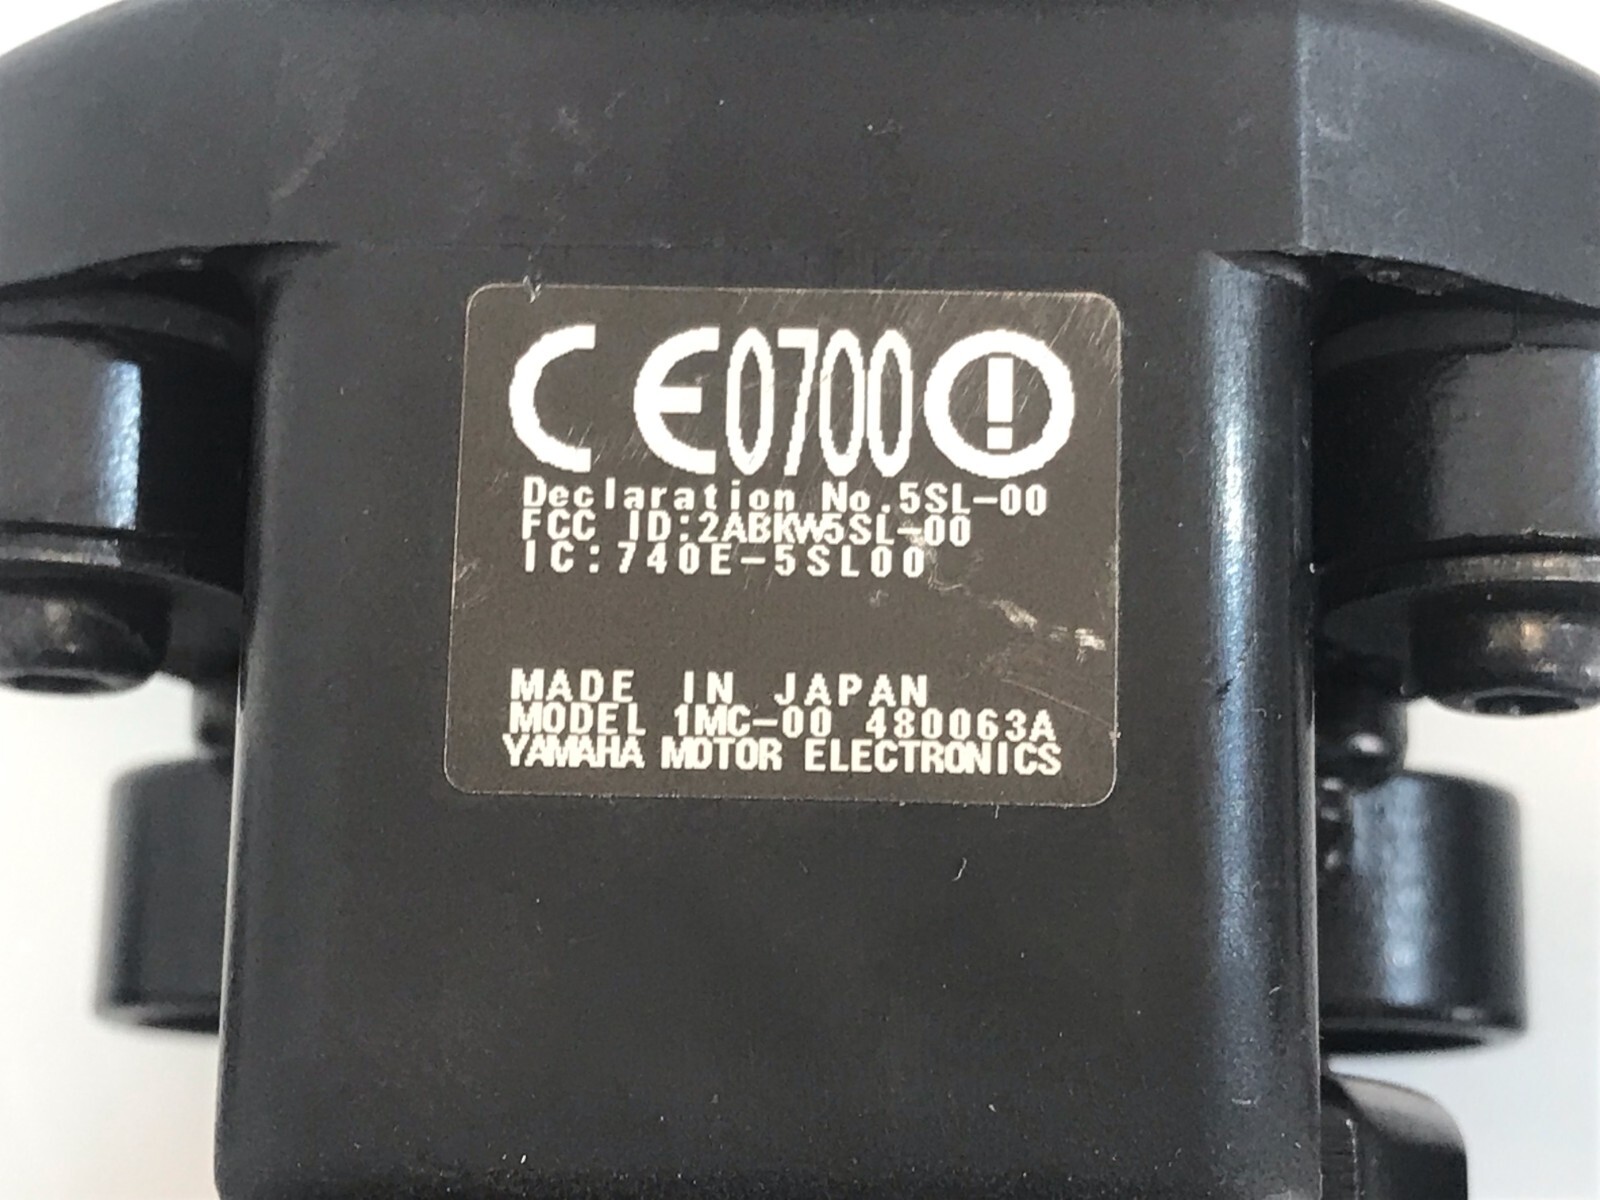 CE0700
Declaration No.5SL-00
FCC ID:2ABKW5SL-00
IC:740E-5SL00
MADE IN JAPAN
MODEL 1MC-00 480063A
YAMAHA MOTOR ELECTRONICS